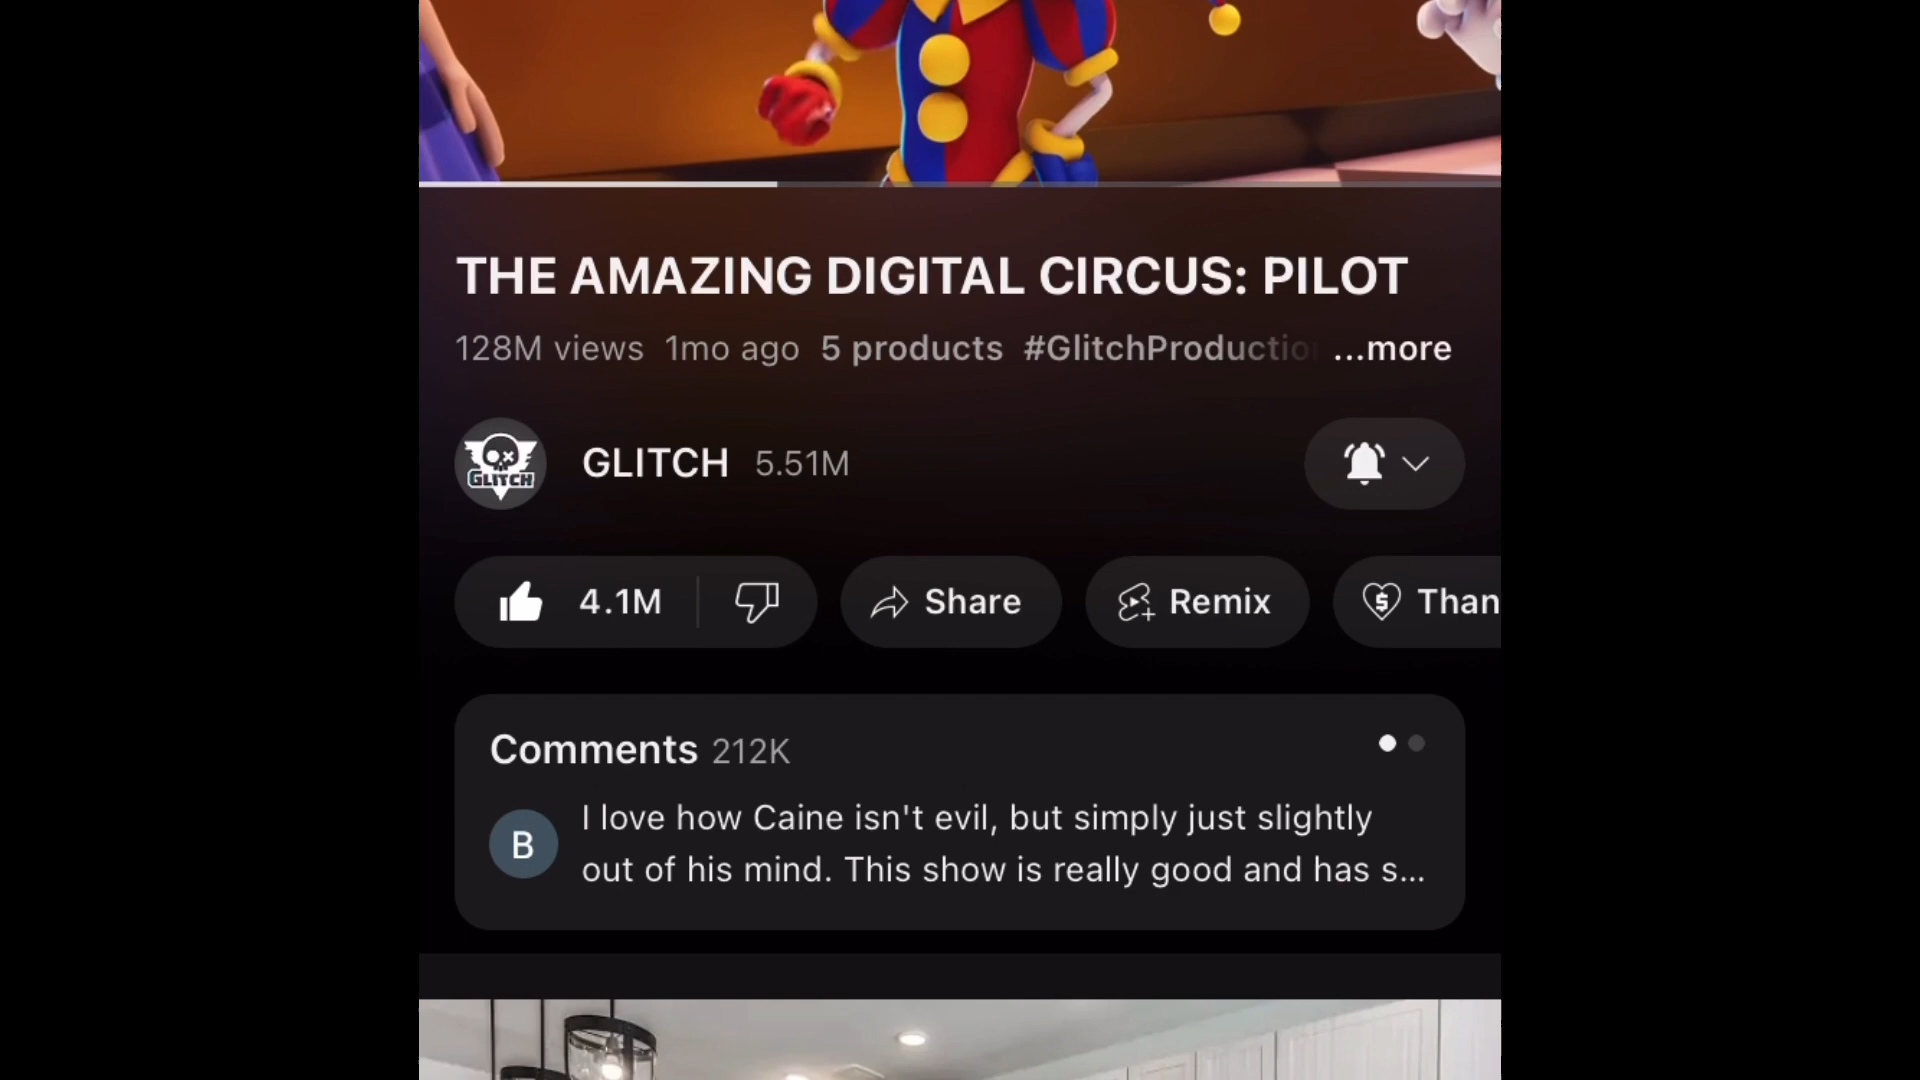 THE AMAZING DIGITAL CIRCUS: PILOT
128M views 1mo ago 5 products #GlitchProductio ...more
GLITCH
GLITCH 5.51M
4.1M Share Remix Than
Comments 212K
B
I love how Caine isn't evil, but simply just slightly
out of his mind. This show is really good and has s...